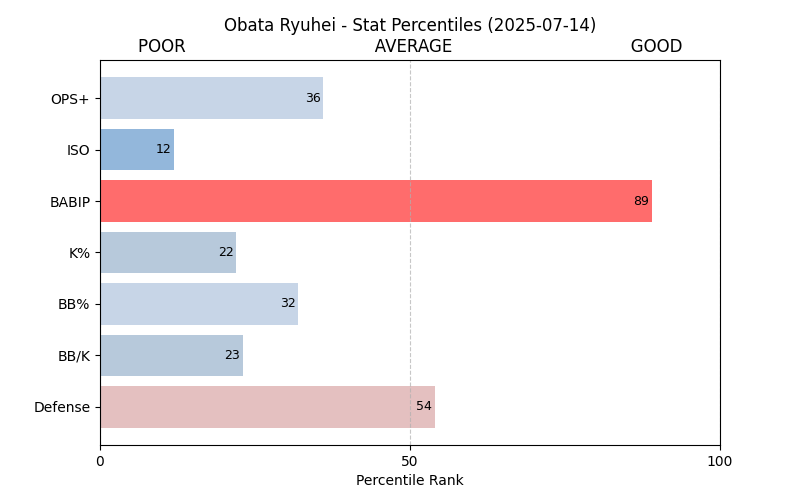 Obata Ryuhei - Stat Percentiles (2025-07-14)
POOR AVERAGE GOOD
OPS+ 36
ISO 12
BABIP 89
K% 22
BB% 32
BB/K 23
Defense 54
0 50 100
Percentile Rank